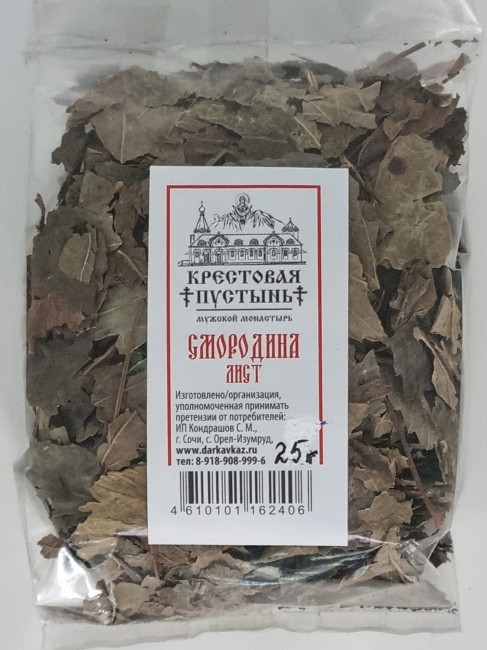 КРЕСТОВАЯ
ПУСТЫНЬ
МУЖСКОЙ МОНАСТЫРЬ
СМОРОДИНА
ЛИСТ
Изготовлено/организация,
уполномоченная принимать
претензии от потребителей:
ИП Кондрашов С. М.,
г. Сочи, с. Орел-Изумруд,
www.darkavkaz.ru
тел: 8-918-908-999-6
25г
4 610101 162406